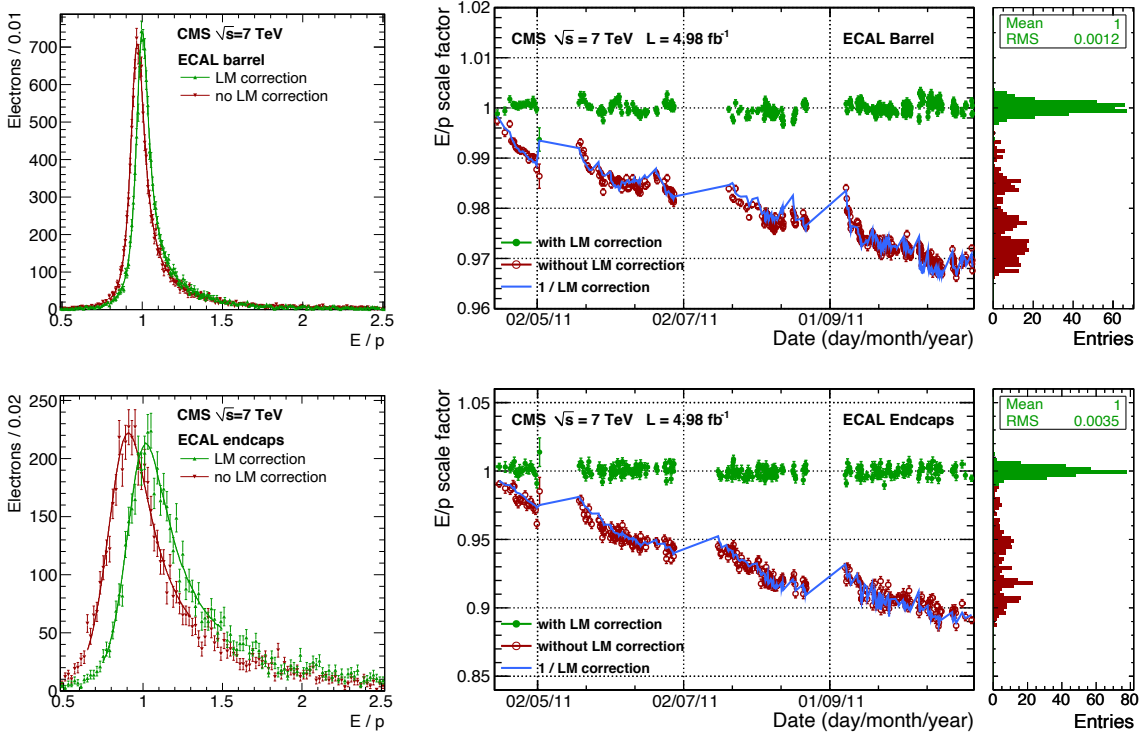 Electrons / 0.01
700
600
500
400
300
200
100
0
CMS √s=7 TeV
ECAL barrel
LM correction
no LM correction
0.5 1 1.5 2 2.5
E / p
E/p scale factor
1.02
1.01
1
0.99
0.98
0.97
0.96
CMS √s = 7 TeV L = 4.98 fb⁻¹ ECAL Barrel
with LM correction
without LM correction
1 / LM correction
02/05/11 02/07/11 01/09/11
Date (day/month/year)
Mean 1
RMS 0.0012
0 20 40 60
Entries
Electrons / 0.02
250
200
150
100
50
0
CMS √s=7 TeV
ECAL endcaps
LM correction
no LM correction
0.5 1 1.5 2 2.5
E / p
E/p scale factor
1.05
1
0.95
0.9
0.85
CMS √s = 7 TeV L = 4.98 fb⁻¹ ECAL Endcaps
with LM correction
without LM correction
1 / LM correction
02/05/11 02/07/11 01/09/11
Date (day/month/year)
Mean 1
RMS 0.0035
0 20 40 60 80
Entries